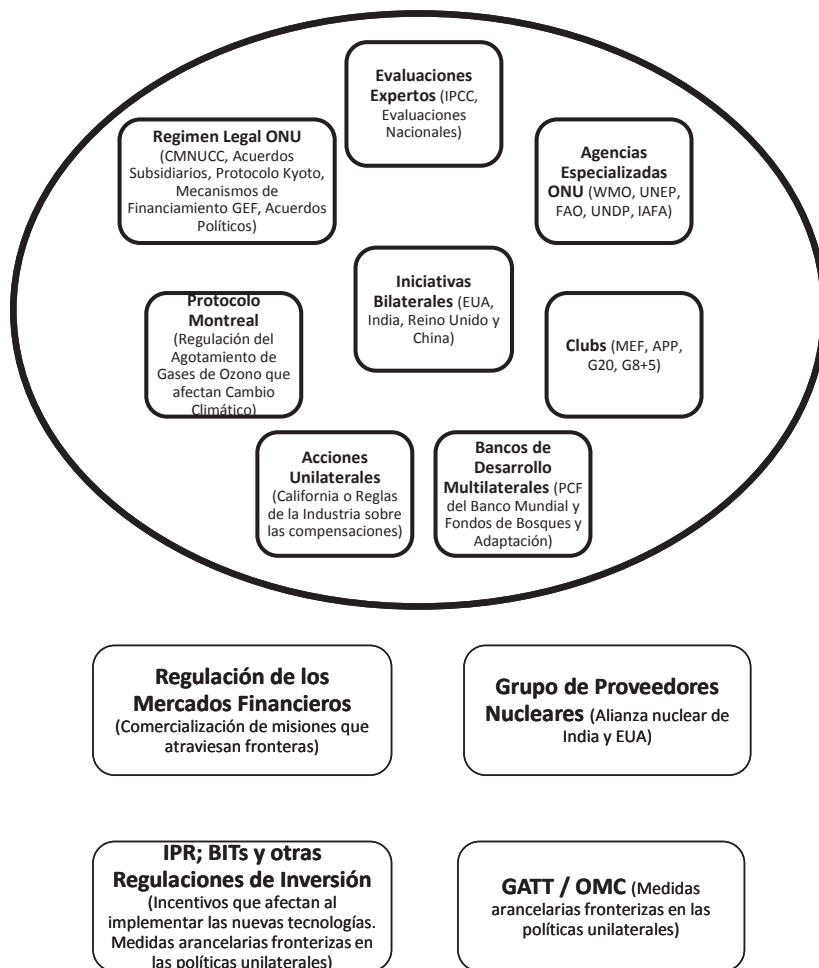 Evaluaciones
Expertos (IPCC,
Evaluaciones
Nacionales)
Regimen Legal ONU
(CMNUCC, Acuerdos
Subsidiarios, Protocolo Kyoto,
Mecanismos de
Financiamiento GEF, Acuerdos
Políticos)
Agencias
Especializadas
ONU (WMO, UNEP,
FAO, UNDP, IAFA)
Iniciativas
Bilaterales (EUA,
India, Reino Unido y
China)
Protocolo
Montreal
(Regulación del
Agotamiento de
Gases de Ozono que
afectan Cambio
Climático)
Clubs (MEF, APP,
G20, G8+5)
Acciones
Unilaterales
(California o Reglas
de la Industria sobre
las compensaciones)
Bancos de
Desarrollo
Multilaterales (PCF
del Banco Mundial y
Fondos de Bosques y
Adaptación)
Regulación de los
Mercados Financieros
(Comercialización de misiones que
atraviesan fronteras)
Grupo de Proveedores
Nucleares (Alianza nuclear de
India y EUA)
IPR; BITs y otras
Regulaciones de Inversión
(Incentivos que afectan al
implementar las nuevas tecnologías.
Medidas arancelarias fronterizas en
las políticas unilaterales)
GATT / OMC (Medidas
arancelarias fronterizas en las
políticas unilaterales)